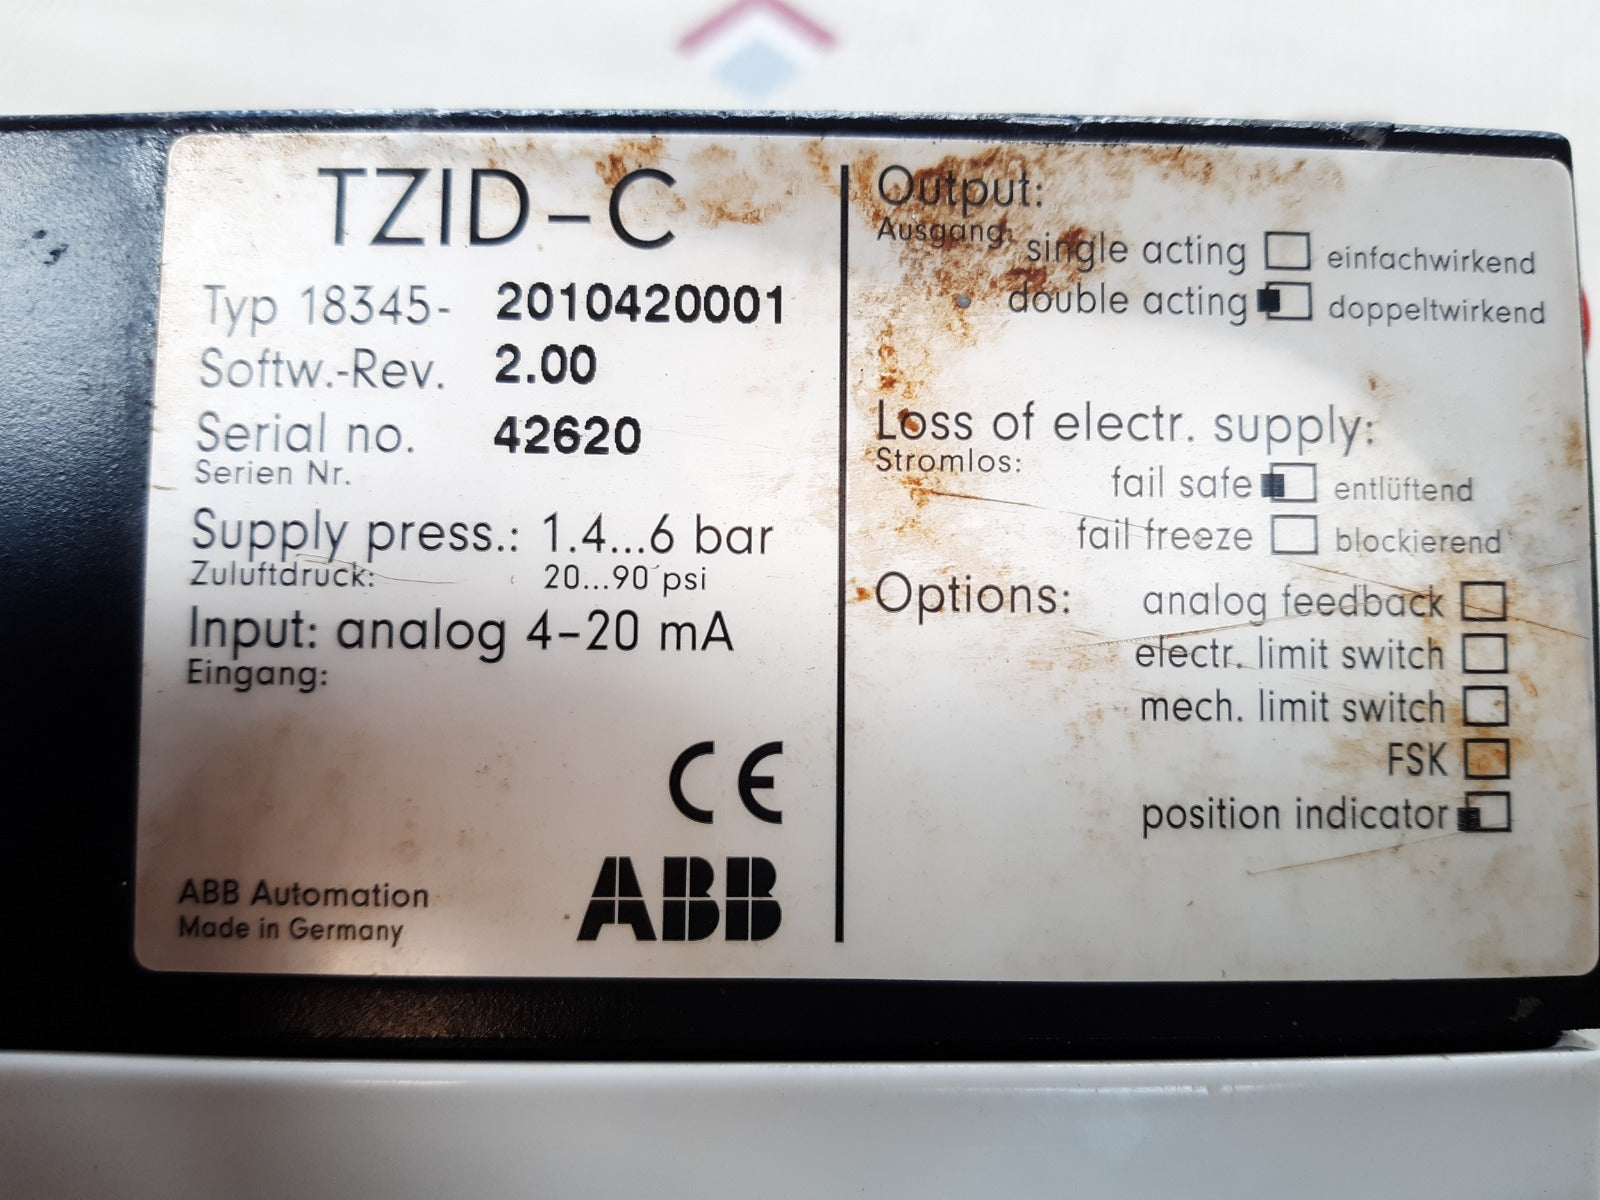 TZID-C
Typ 18345- 2010420001
Softw.-Rev. 2.00
Serial no. 42620
Serien Nr.
Supply press.: 1.4...6 bar
Zuluftdruck: 20...90 psi
Input: analog 4-20 mA
Eingang:
CE
ABB Automation
Made in Germany
ABB
Output:
Ausgang:
single acting einfachwirkend
double acting doppeltwirkend
Loss of electr. supply:
Stromlos:
fail safe entlüftend
fail freeze blockierend
Options: analog feedback
electr. limit switch
mech. limit switch
FSK
position indicator